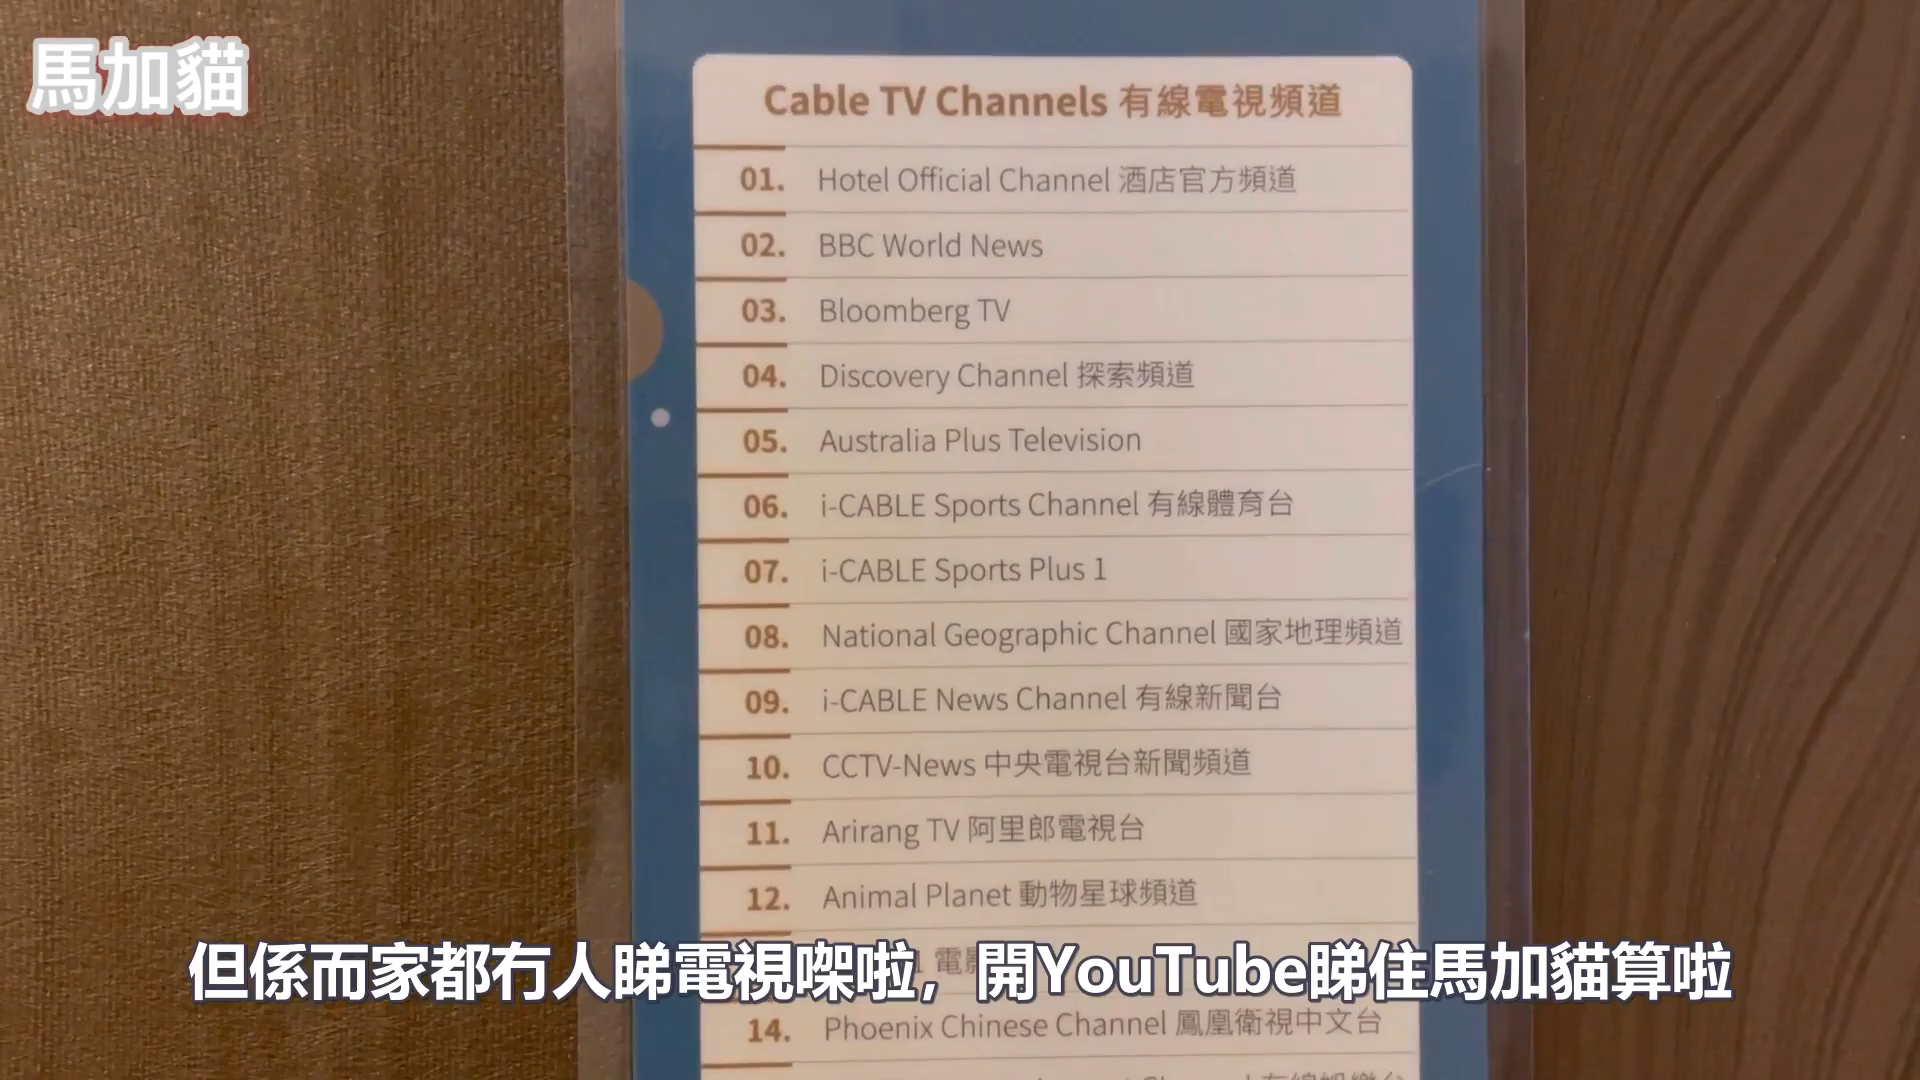 馬加貓
Cable TV Channels 有線電視頻道
01. Hotel Official Channel 酒店官方頻道
02. BBC World News
03. Bloomberg TV
04. Discovery Channel 探索頻道
05. Australia Plus Television
06. i-CABLE Sports Channel 有線體育台
07. i-CABLE Sports Plus 1
08. National Geographic Channel 國家地理頻道
09. i-CABLE News Channel 有線新聞台
10. CCTV-News 中央電視台新聞頻道
11. Arirang TV 阿里郎電視台
12. Animal Planet 動物星球頻道
但係而家都冇人睇電視㗎啦，開YouTube睇住馬加貓算啦
14. Phoenix Chinese Channel 鳳凰衛視中文台